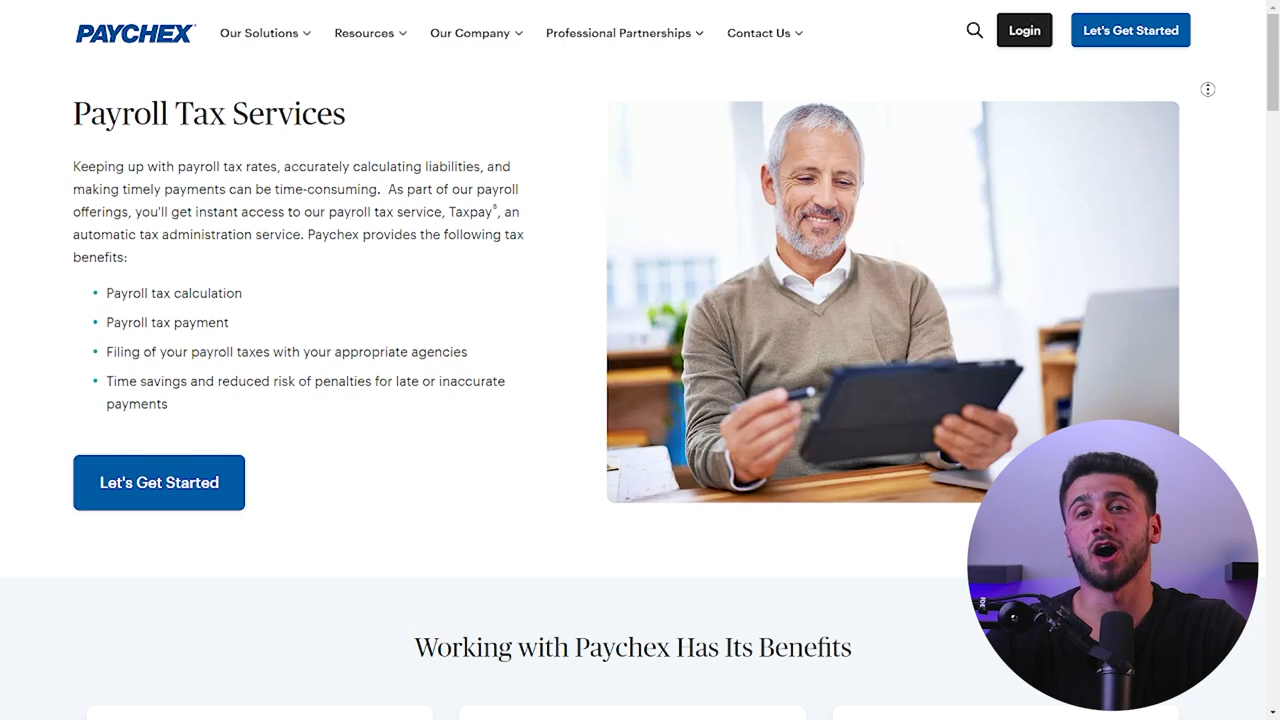 PAYCHEX
Our Solutions
Resources
Our Company
Professional Partnerships
Contact Us
Login
Let's Get Started
Payroll Tax Services
Keeping up with payroll tax rates, accurately calculating liabilities, and
making timely payments can be time-consuming. As part of our payroll
offerings, you'll get instant access to our payroll tax service, Taxpay®, an
automatic tax administration service. Paychex provides the following tax
benefits:
• Payroll tax calculation
• Payroll tax payment
• Filing of your payroll taxes with your appropriate agencies
• Time savings and reduced risk of penalties for late or inaccurate
payments
Let's Get Started
Working with Paychex Has Its Benefits